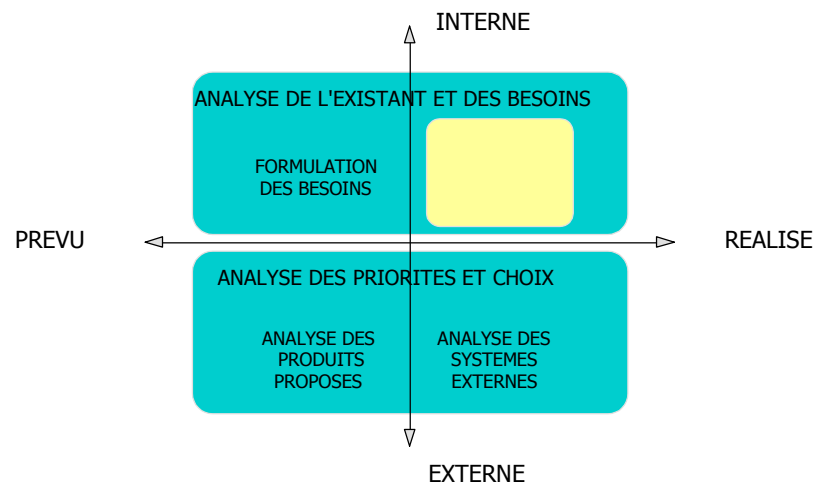 INTERNE
ANALYSE DE L'EXISTANT ET DES BESOINS
FORMULATION
DES BESOINS
PREVU
REALISE
ANALYSE DES PRIORITES ET CHOIX
ANALYSE DES
PRODUITS
PROPOSES
ANALYSE DES
SYSTEMES
EXTERNES
EXTERNE